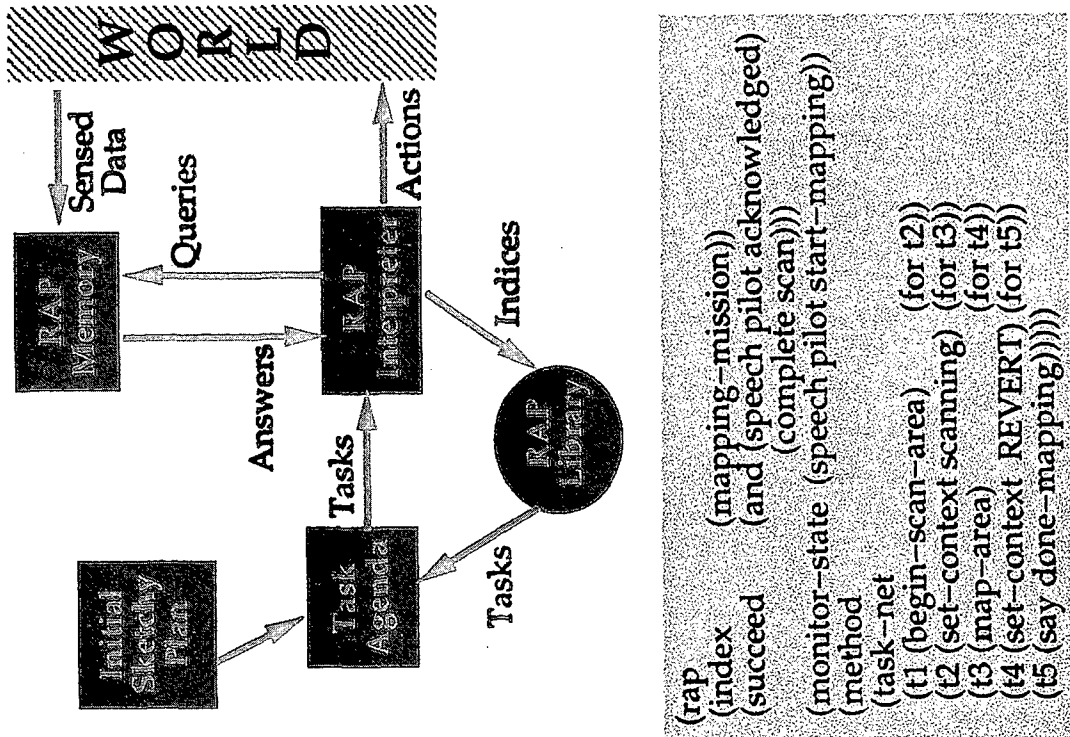 WORLD
Sensed
Data
RAP
Memory
Queries
Answers
Actions
Initial
Sketchy
Plan
Task
Agenda
Tasks
RAP
Interpreter
Indices
RAP
Library
Tasks
(rap
(index (mapping–mission))
(succeed (and (speech pilot acknowledged)
(complete scan)))
(monitor–state (speech pilot start–mapping))
(method
(task–net
(t1 (begin–scan–area) (for t2))
(t2 (set–context scanning) (for t3))
(t3 (map–area) (for t4))
(t4 (set–context REVERT) (for t5))
(t5 (say done–mapping)))))